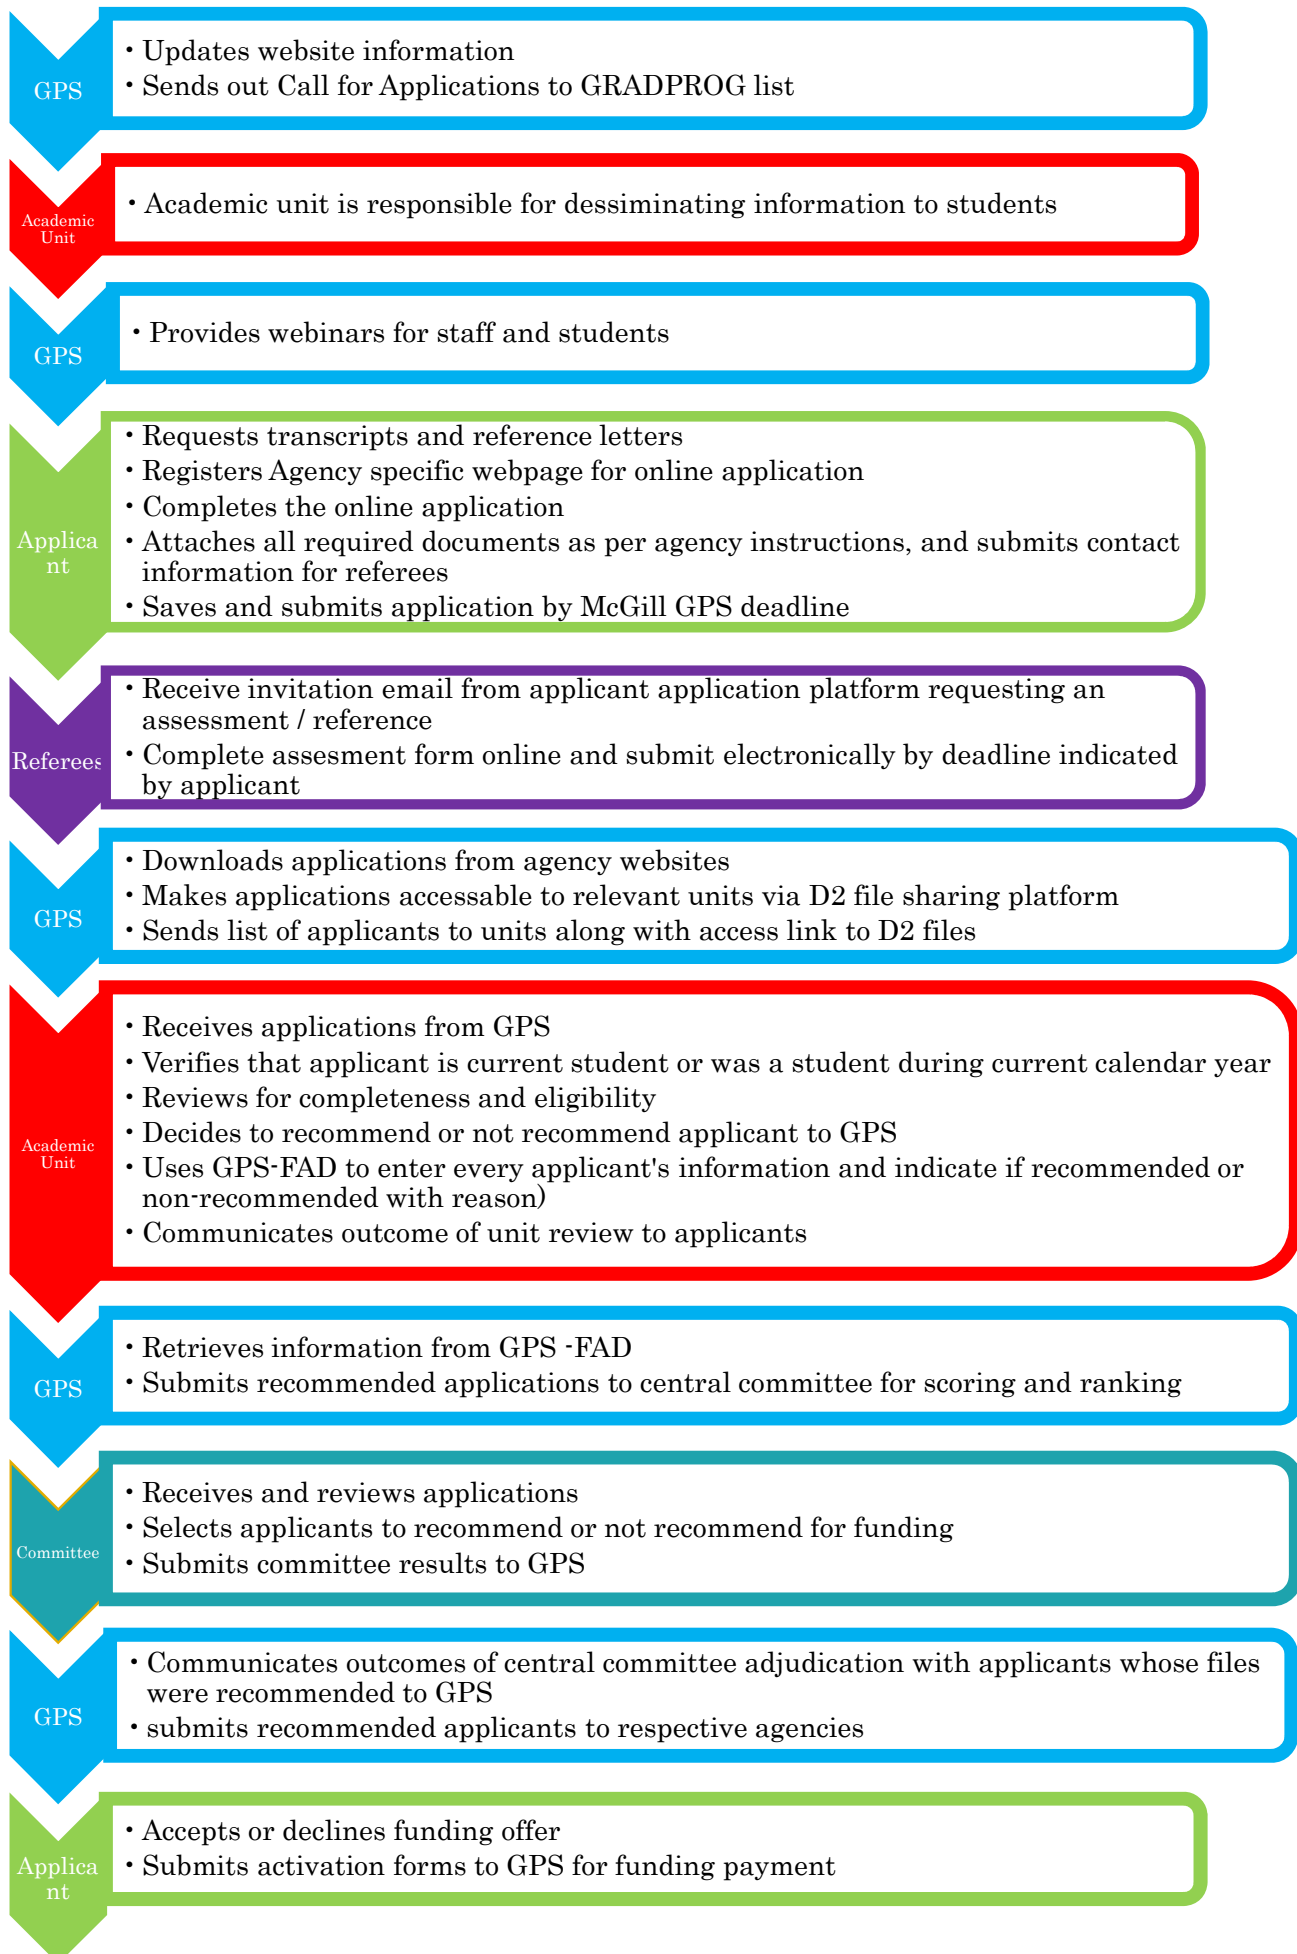 GPS
• Updates website information
• Sends out Call for Applications to GRADPROG list
Academic
Unit
• Academic unit is responsible for dessiminating information to students
GPS
• Provides webinars for staff and students
Applica
nt
• Requests transcripts and reference letters
• Registers Agency specific webpage for online application
• Completes the online application
• Attaches all required documents as per agency instructions, and submits contact
information for referees
• Saves and submits application by McGill GPS deadline
Referees
• Receive invitation email from applicant application platform requesting an
assessment / reference
• Complete assesment form online and submit electronically by deadline indicated
by applicant
GPS
• Downloads applications from agency websites
• Makes applications accessable to relevant units via D2 file sharing platform
• Sends list of applicants to units along with access link to D2 files
Academic
Unit
• Receives applications from GPS
• Verifies that applicant is current student or was a student during current calendar year
• Reviews for completeness and eligibility
• Decides to recommend or not recommend applicant to GPS
• Uses GPS-FAD to enter every applicant's information and indicate if recommended or
non-recommended with reason)
• Communicates outcome of unit review to applicants
GPS
• Retrieves information from GPS -FAD
• Submits recommended applications to central committee for scoring and ranking
Committee
• Receives and reviews applications
• Selects applicants to recommend or not recommend for funding
• Submits committee results to GPS
GPS
• Communicates outcomes of central committee adjudication with applicants whose files
were recommended to GPS
• submits recommended applicants to respective agencies
Applica
nt
• Accepts or declines funding offer
• Submits activation forms to GPS for funding payment